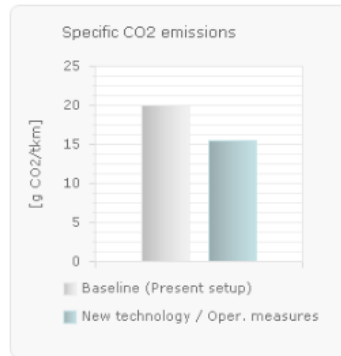 Specific CO2 emissions
25
20
15
10
5
0
[g CO2/tkm]
Baseline (Present setup)
New technology / Oper. measures